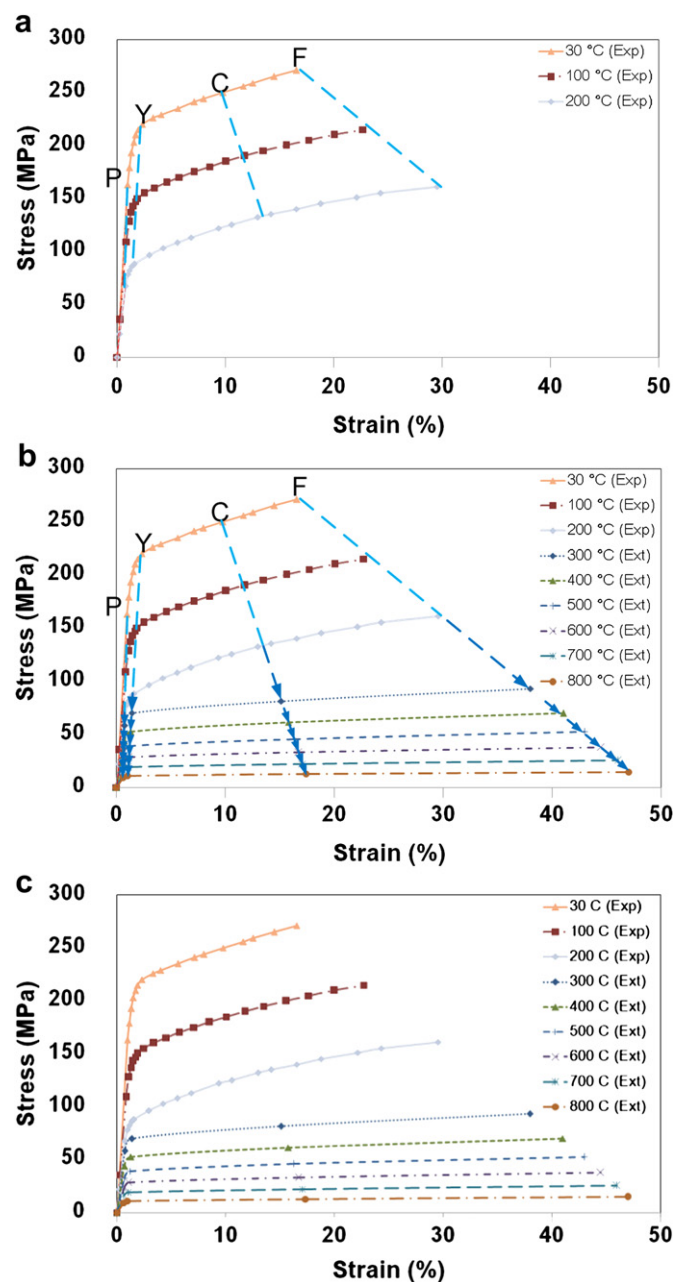 a
300
250
200
150
100
50
0
Stress (MPa)
P
Y
C
F
30 °C (Exp)
100 °C (Exp)
200 °C (Exp)
0 10 20 30 40 50
Strain (%)
b
300
250
200
150
100
50
0
Stress (MPa)
P
Y
C
F
30 °C (Exp)
100 °C (Exp)
200 °C (Exp)
300 °C (Ext)
400 °C (Ext)
500 °C (Ext)
600 °C (Ext)
700 °C (Ext)
800 °C (Ext)
0 10 20 30 40 50
Strain (%)
c
300
250
200
150
100
50
0
Stress (MPa)
30 C (Exp)
100 C (Exp)
200 C (Exp)
300 C (Ext)
400 C (Ext)
500 C (Ext)
600 C (Ext)
700 C (Ext)
800 C (Ext)
0 10 20 30 40 50
Strain (%)